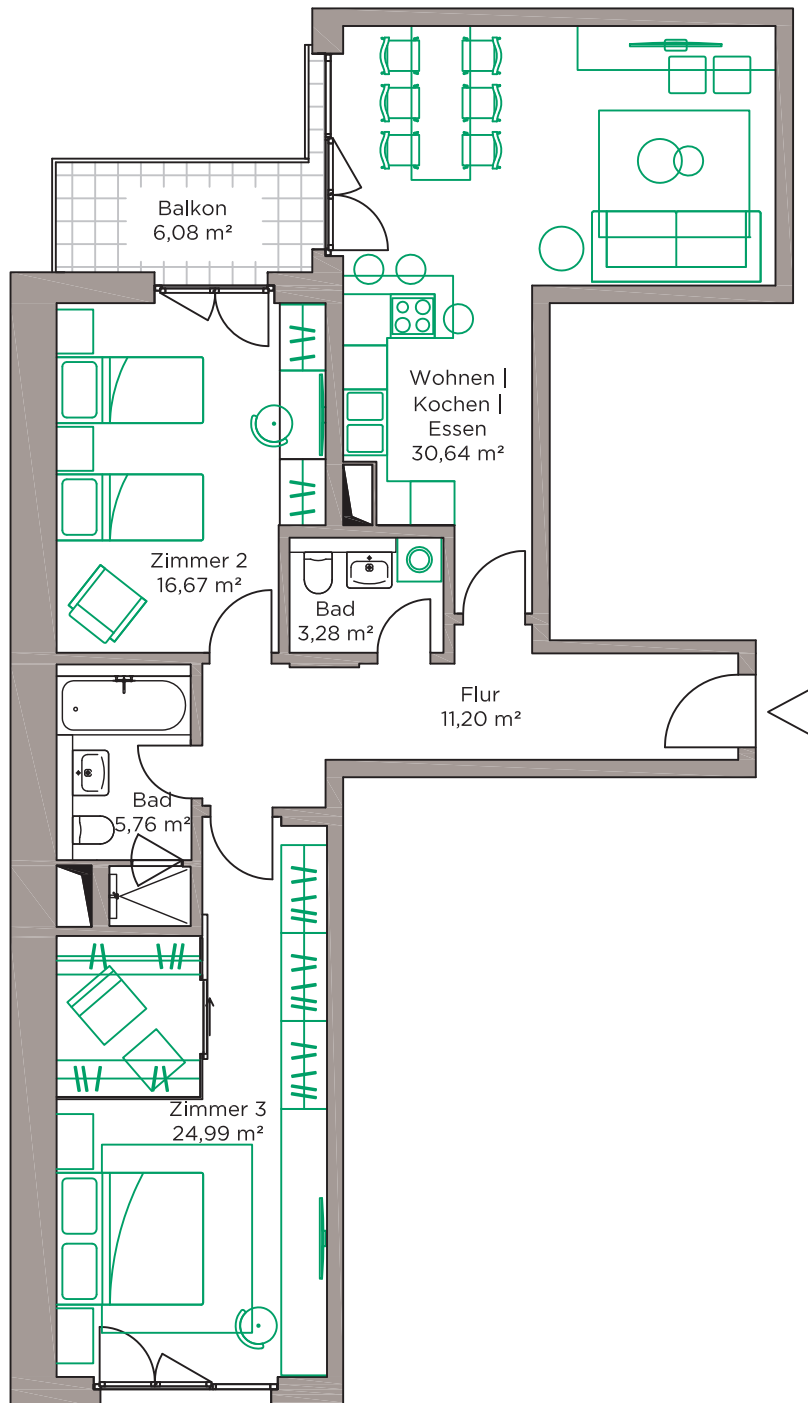 Balkon
6,08 m²
Wohnen |
Kochen |
Essen
30,64 m²
Zimmer 2
16,67 m²
Bad
3,28 m²
Flur
11,20 m²
Bad
5,76 m²
Zimmer 3
24,99 m²